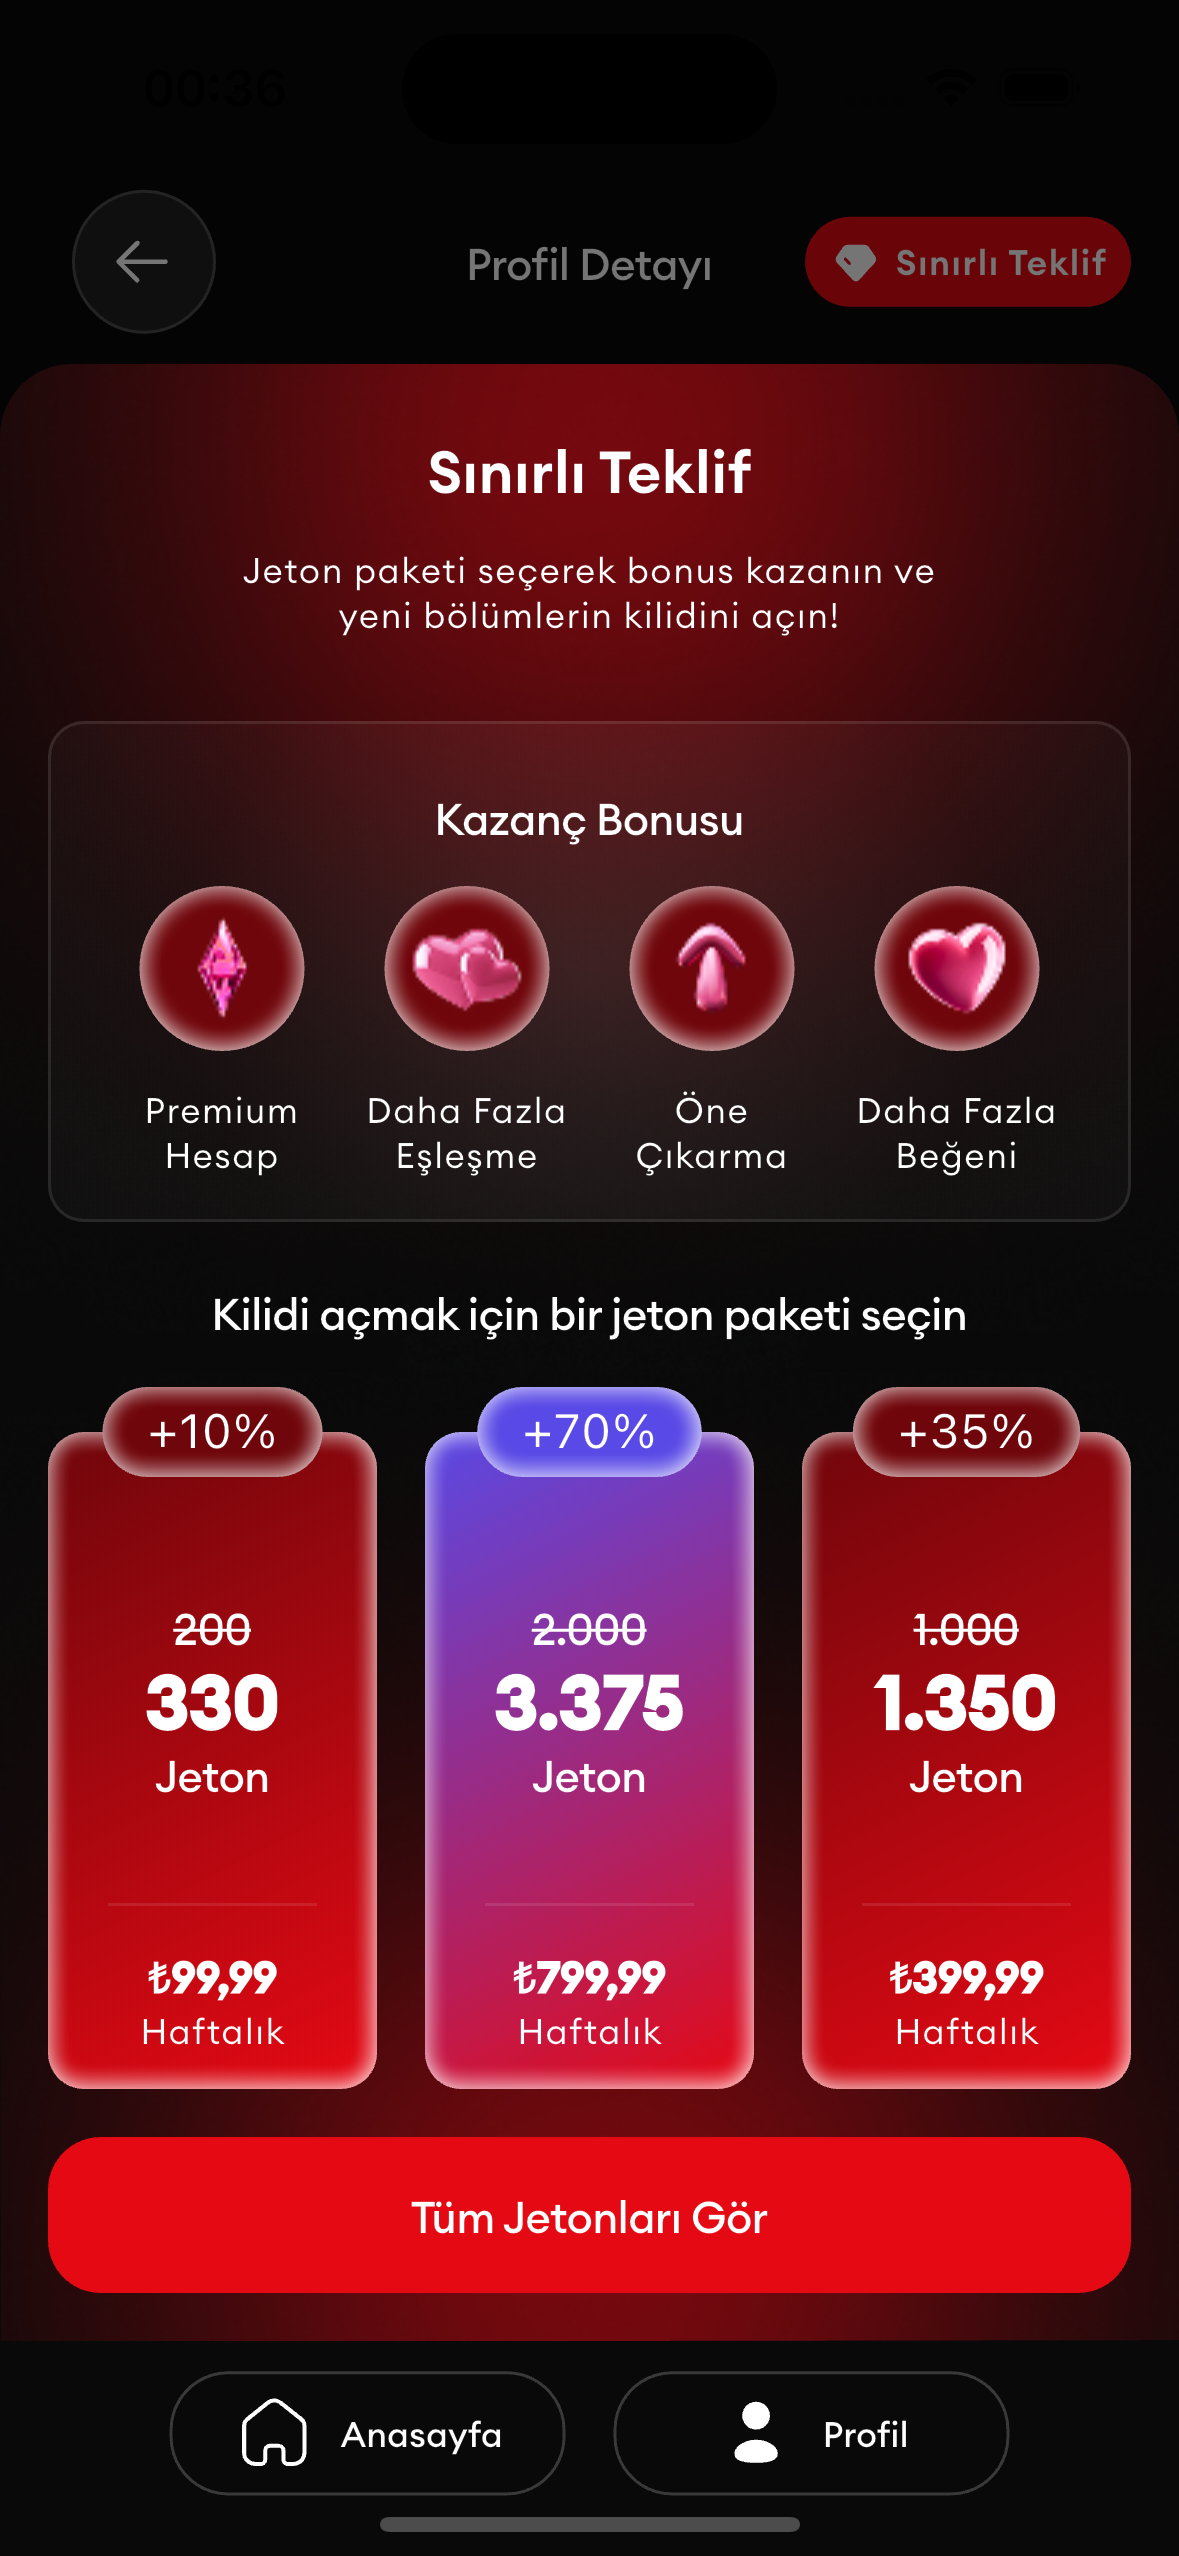 00:36
Profil Detayı
Sınırlı Teklif
Sınırlı Teklif
Jeton paketi seçerek bonus kazanın ve
yeni bölümlerin kilidini açın!
Kazanç Bonusu
Premium
Hesap
Daha Fazla
Eşleşme
Öne
Çıkarma
Daha Fazla
Beğeni
Kilidi açmak için bir jeton paketi seçin
+10%
200
330
Jeton
₺99,99
Haftalık
+70%
2.000
3.375
Jeton
₺799,99
Haftalık
+35%
1.000
1.350
Jeton
₺399,99
Haftalık
Tüm Jetonları Gör
Anasayfa
Profil